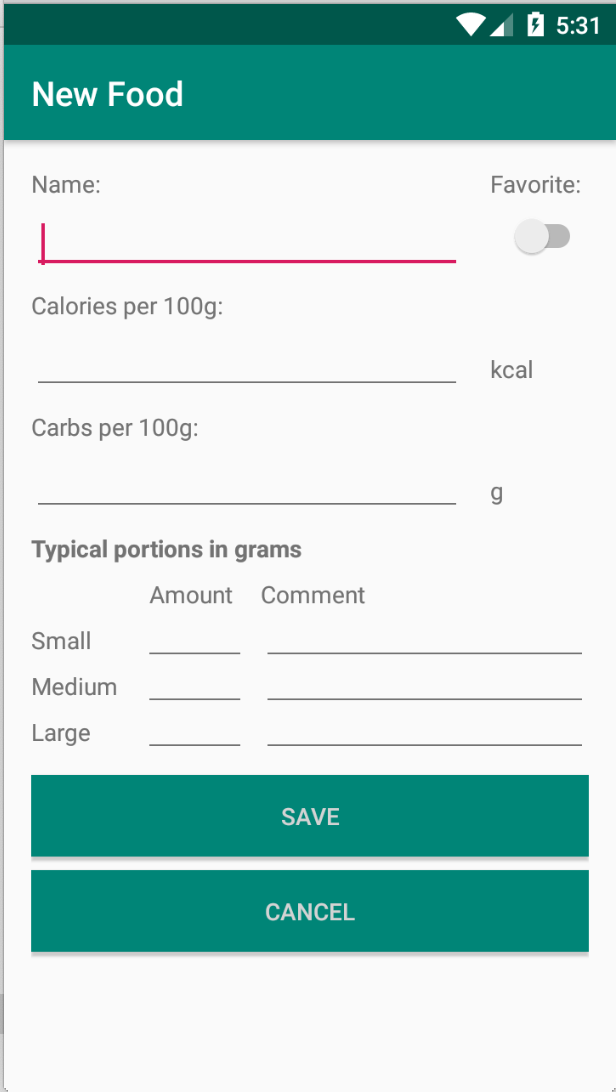 5:31
New Food
Name: Favorite:
Calories per 100g:
kcal
Carbs per 100g:
g
Typical portions in grams
Amount Comment
Small
Medium
Large
SAVE
CANCEL